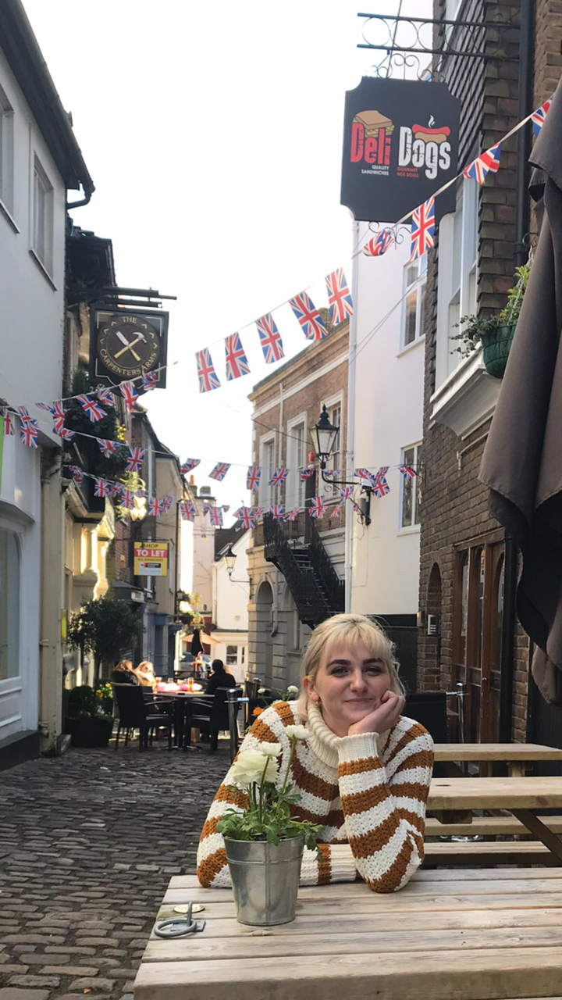 Deli Dogs
QUALITY
SANDWICHES
GOURMET
HOT DOGS
THE
CARPENTERS ARMS
SHOP
TO LET